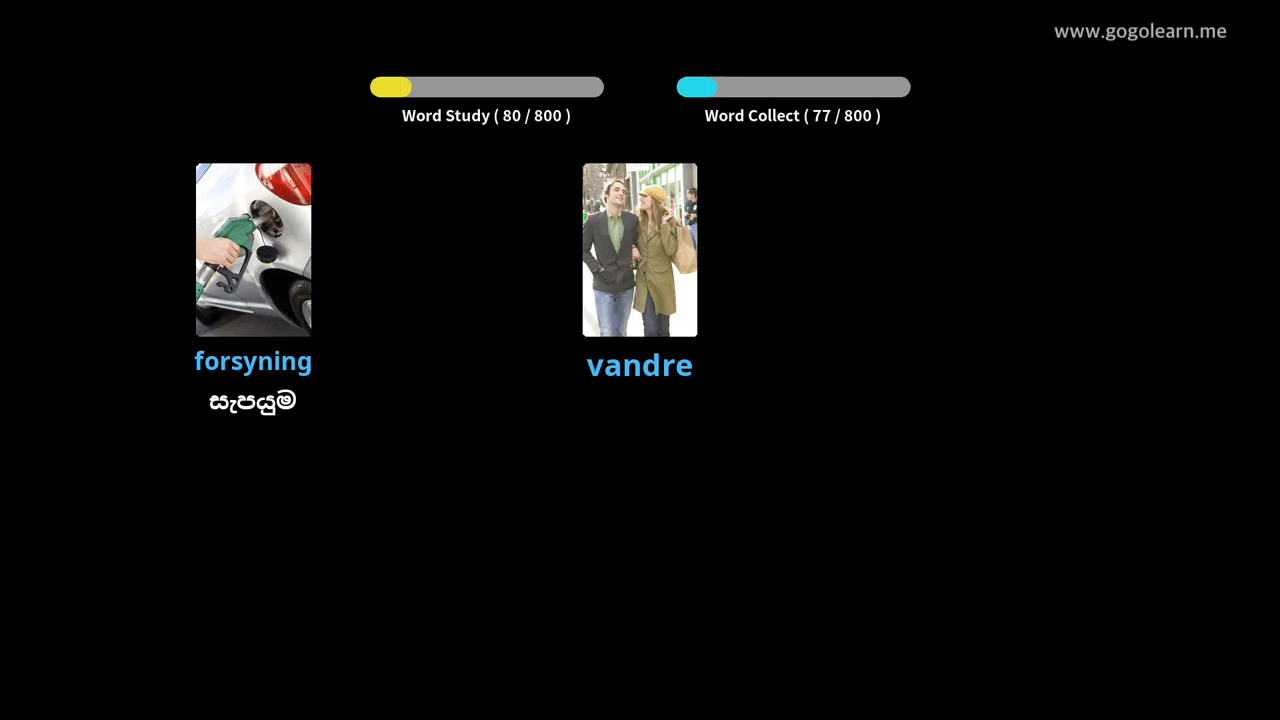 www.gogolearn.me
Word Study ( 80 / 800 )
Word Collect ( 77 / 800 )
forsyning
සැපයුම
vandre